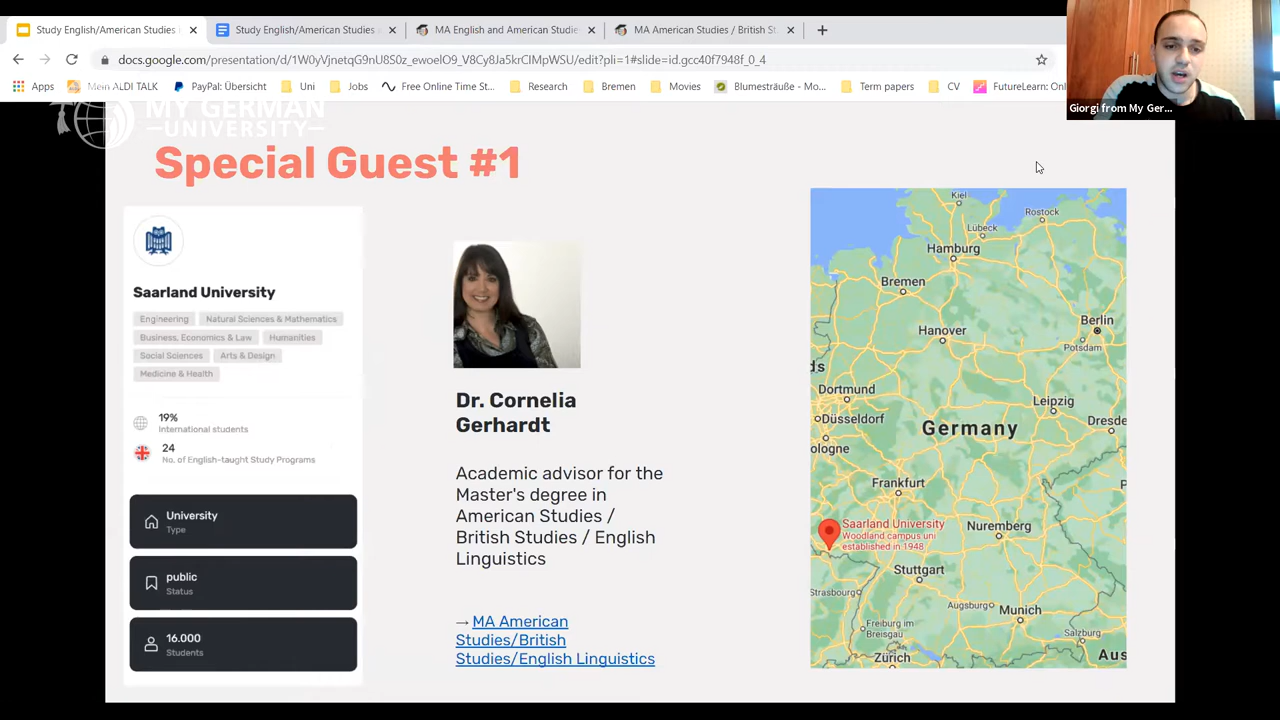 Study English/American Studies
Study English/American Studies
MA English and American Studie
MA American Studies / British St
docs.google.com/presentation/d/1W0yVjnetqG9nU8S0z_ewoelO9_V8Cy8Ja5krCIMpWSU/edit?pli=1#slide=id.gcc40f7948f_0_4
Apps
Mein ALDI TALK
PayPal: Übersicht
Uni
Jobs
Free Online Time St...
Research
Bremen
Movies
Blumesträuße - Mo...
Term papers
CV
FutureLearn: Onl
Giorgi from My Ger...
MY GERMAN
UNIVERSITY
Special Guest #1
Saarland University
Engineering
Natural Sciences & Mathematics
Business, Economics & Law
Humanities
Social Sciences
Arts & Design
Medicine & Health
19%
International students
24
No. of English-taught Study Programs
University
Type
public
Status
16.000
Students
Dr. Cornelia
Gerhardt
Academic advisor for the
Master's degree in
American Studies /
British Studies / English
Linguistics
→ MA American
Studies/British
Studies/English Linguistics
Kiel
Rostock
Lübeck
Hamburg
Bremen
Berlin
Hanover
Potsdam
ds
Dortmund
Leipzig
Düsseldorf
Dresde
Germany
ologne
Frankfurt
P
Saarland University
Woodland campus uni
established in 1948
Nuremberg
Stuttgart
Strasbourg
Augsburg
Munich
Freiburg im
Breisgau
Salzburg
Zürich
Aus